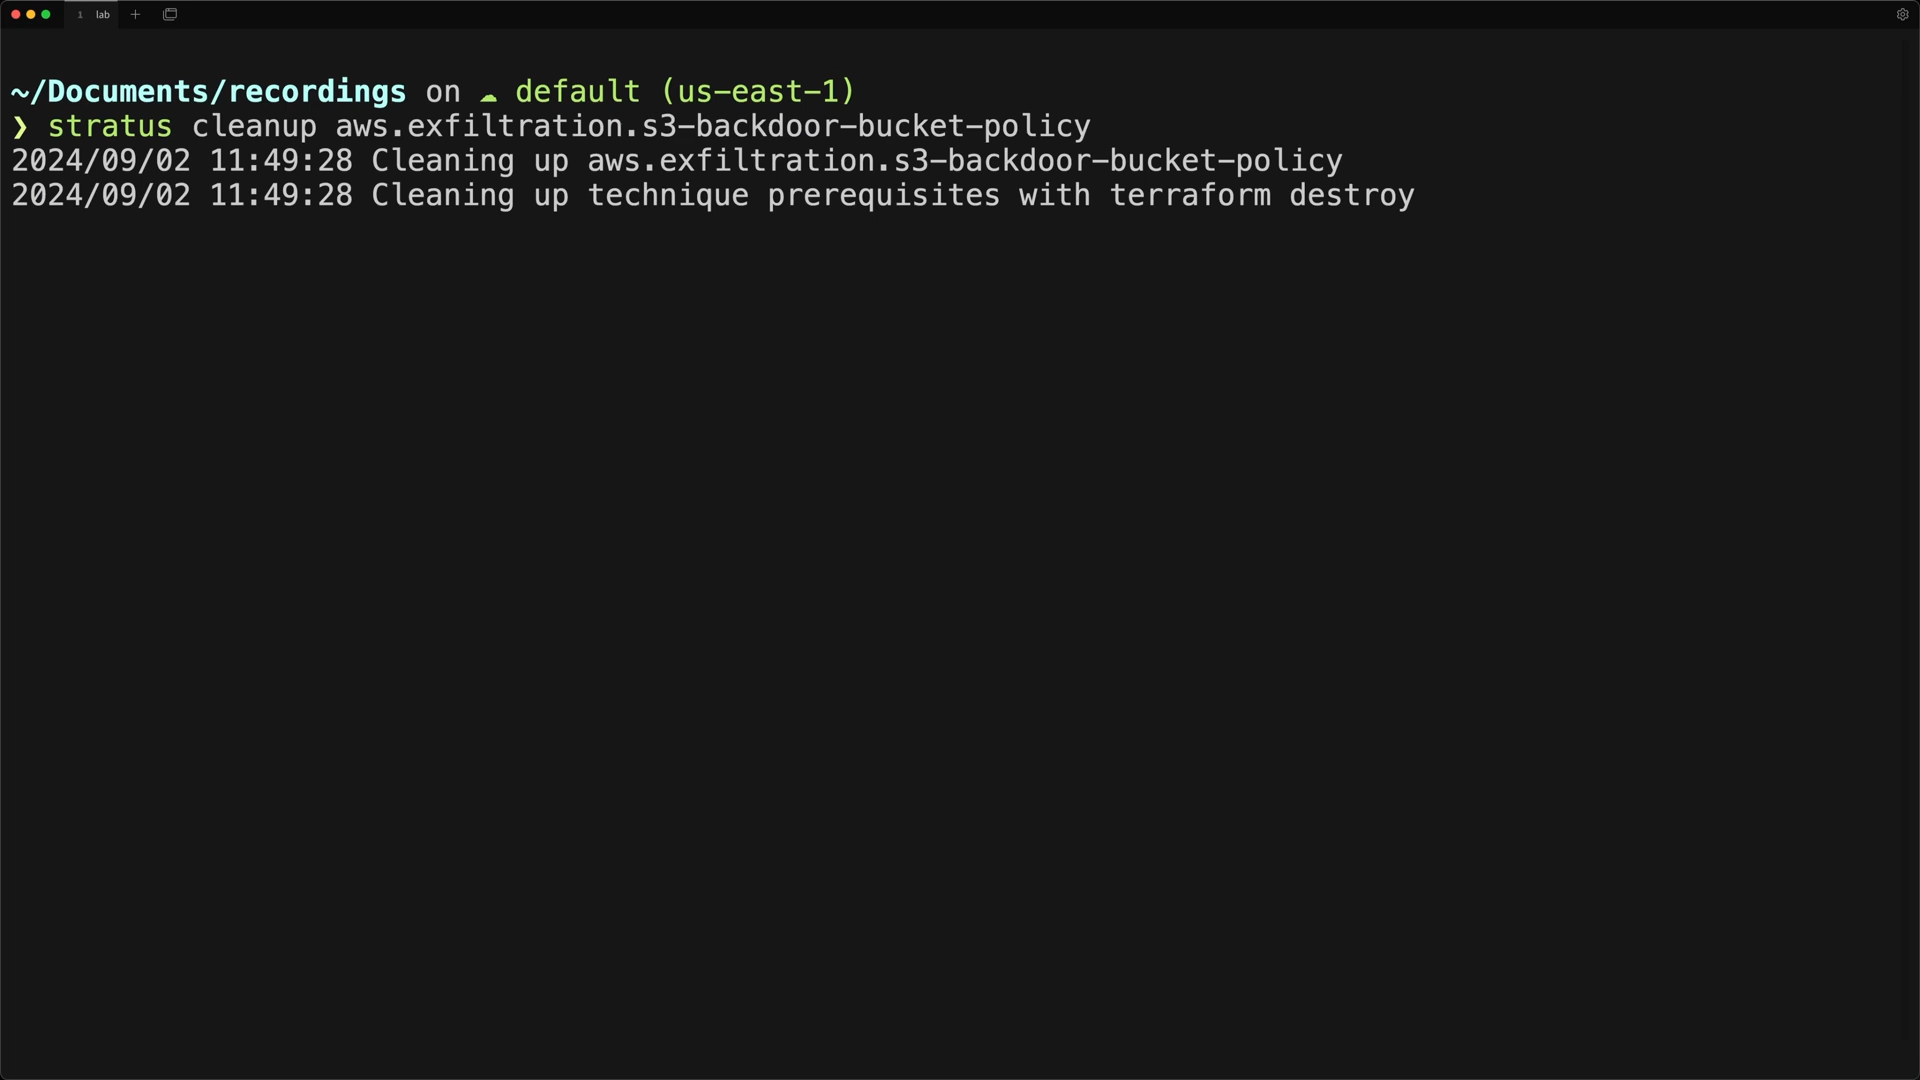 1 lab
~/Documents/recordings on ☁ default (us-east-1)
❯ stratus cleanup aws.exfiltration.s3-backdoor-bucket-policy
2024/09/02 11:49:28 Cleaning up aws.exfiltration.s3-backdoor-bucket-policy
2024/09/02 11:49:28 Cleaning up technique prerequisites with terraform destroy